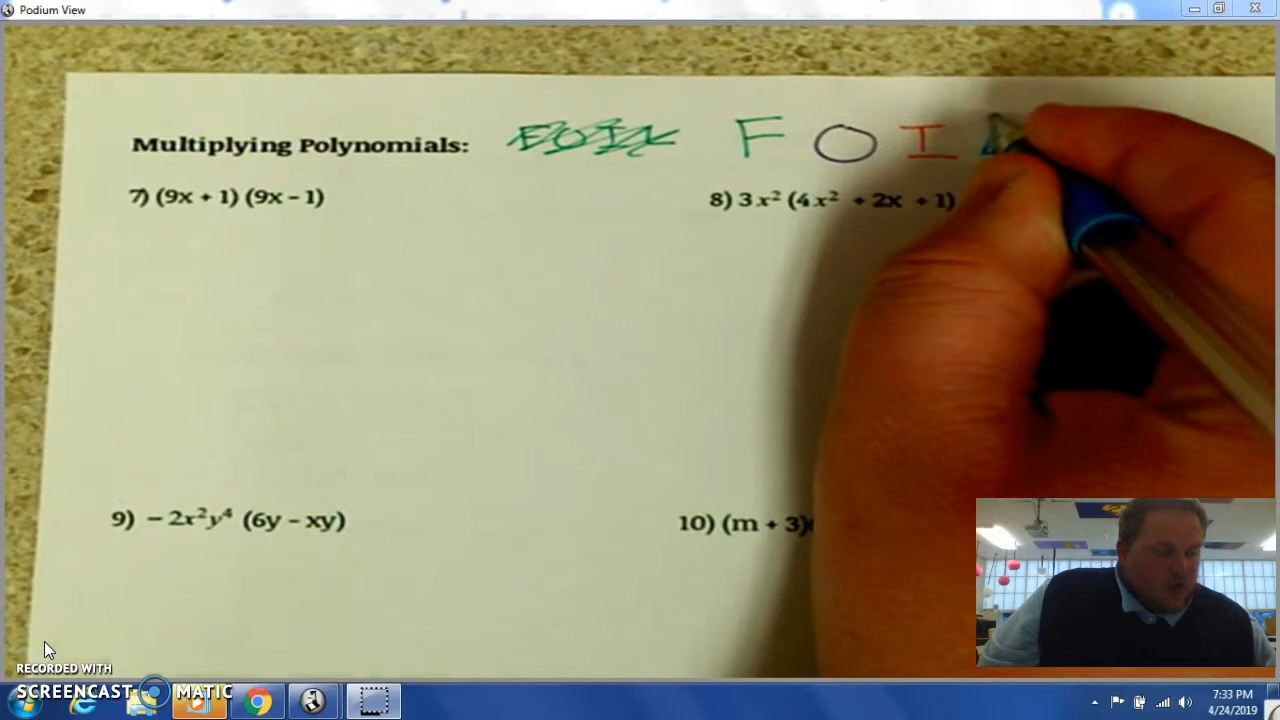 Podium View
Multiplying Polynomials: FOIL F O I
7) (9x + 1) (9x – 1)
8) 3x² (4x² + 2x + 1)
9) – 2x²y⁴ (6y – xy)
10) (m + 3)
RECORDED WITH
SCREENCAST MATIC
7:33 PM
4/24/2019